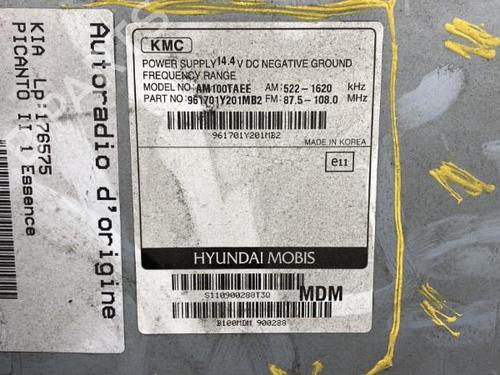 Autoradio d'origine
KIA LP:176575
PICANTO II 1 Essence
KMC
POWER SUPPLY 14.4 V DC NEGATIVE GROUND
FREQUENCY RANGE
MODEL NO AM100TAEE AM : 522 - 1620 kHz
PART NO : 961701Y201MB2 FM : 87.5 - 108.0 MHz
961701Y201MB2
MADE IN KOREA
e11
HYUNDAI MOBIS
S110900288T3Q
MDM
B100MDM 900288